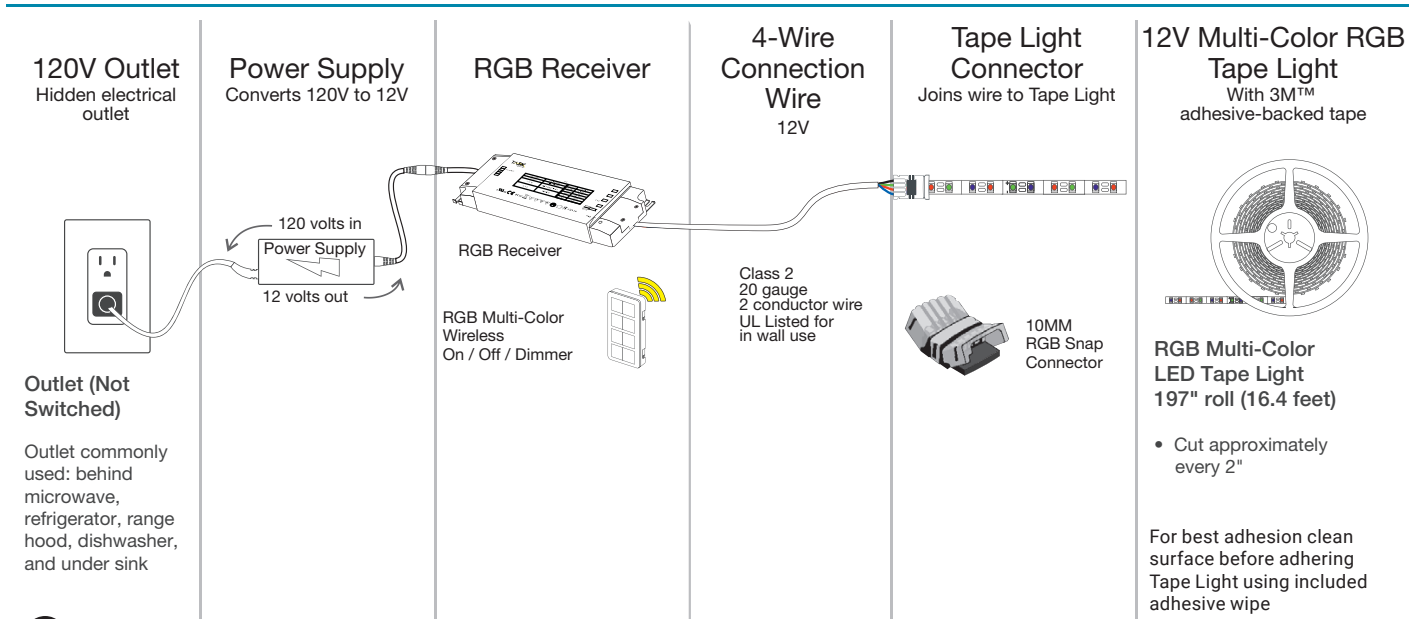 120V Outlet
Hidden electrical
outlet
Outlet (Not
Switched)
Outlet commonly
used: behind
microwave,
refrigerator, range
hood, dishwasher,
and under sink
Power Supply
Converts 120V to 12V
120 volts in
Power Supply
12 volts out
RGB Receiver
RGB Receiver
RGB Multi-Color
Wireless
On / Off / Dimmer
4-Wire
Connection
Wire
12V
Class 2
20 gauge
2 conductor wire
UL Listed for
in wall use
Tape Light
Connector
Joins wire to Tape Light
10MM
RGB Snap
Connector
12V Multi-Color RGB
Tape Light
With 3M™
adhesive-backed tape
RGB Multi-Color
LED Tape Light
197" roll (16.4 feet)
• Cut approximately
every 2"
For best adhesion clean
surface before adhering
Tape Light using included
adhesive wipe